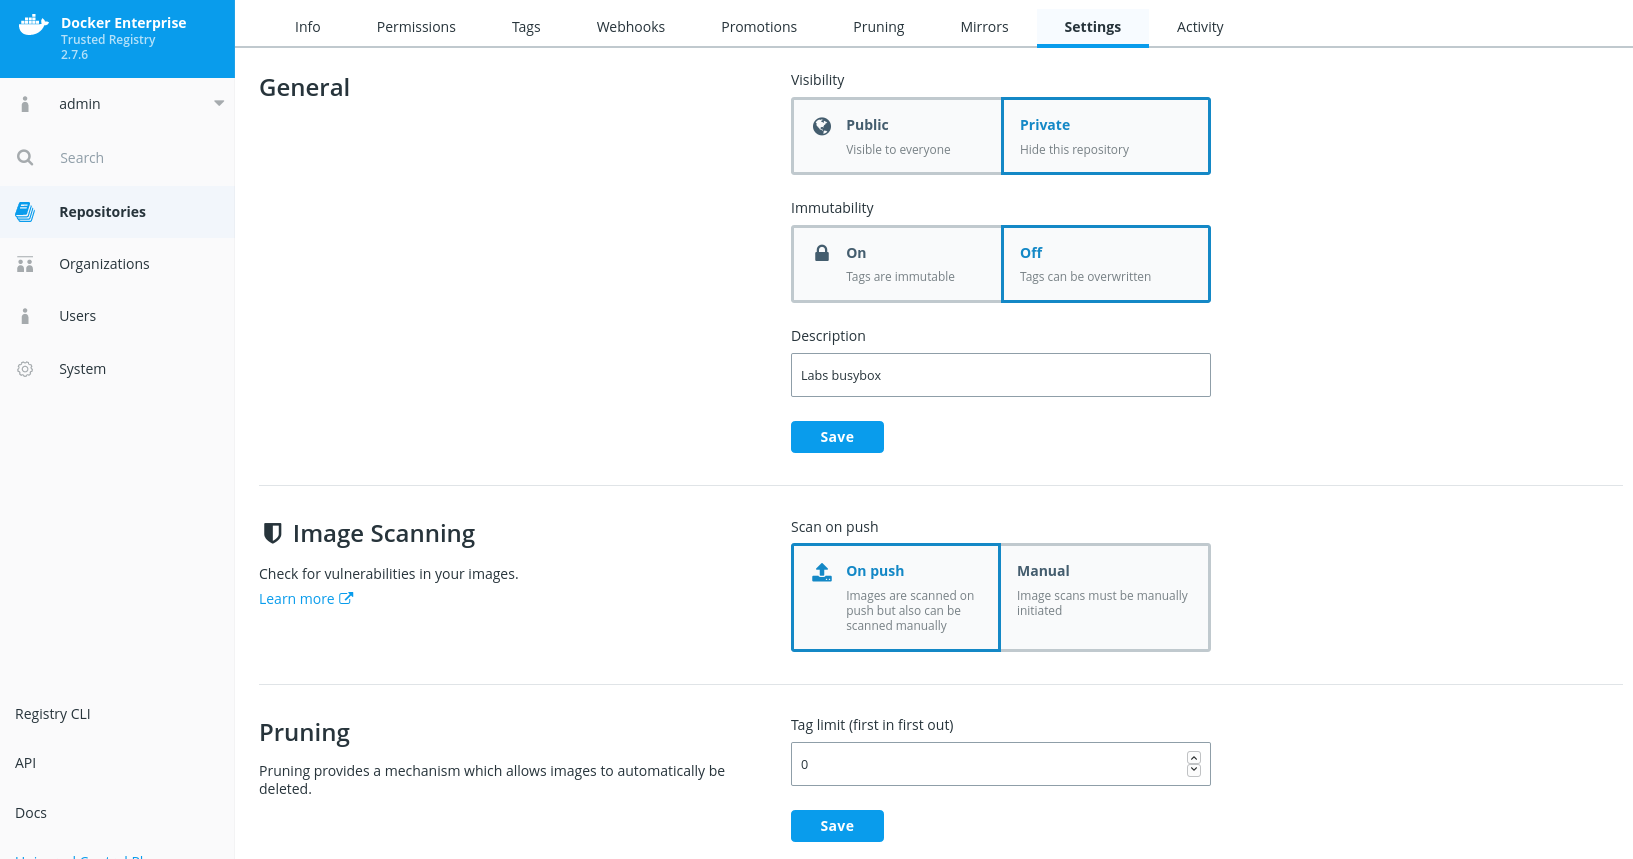 Docker Enterprise
Trusted Registry
2.7.6
admin
Search
Repositories
Organizations
Users
System
Registry CLI
API
Docs
Info Permissions Tags Webhooks Promotions Pruning Mirrors Settings Activity
General
Visibility
Public Private
Visible to everyone Hide this repository
Immutability
On Off
Tags are immutable Tags can be overwritten
Description
Labs busybox
Save
Image Scanning
Check for vulnerabilities in your images.
Learn more
Scan on push
On push
Images are scanned on
push but also can be
scanned manually
Manual
Image scans must be manually
initiated
Pruning
Pruning provides a mechanism which allows images to automatically be
deleted.
Tag limit (first in first out)
0
Save